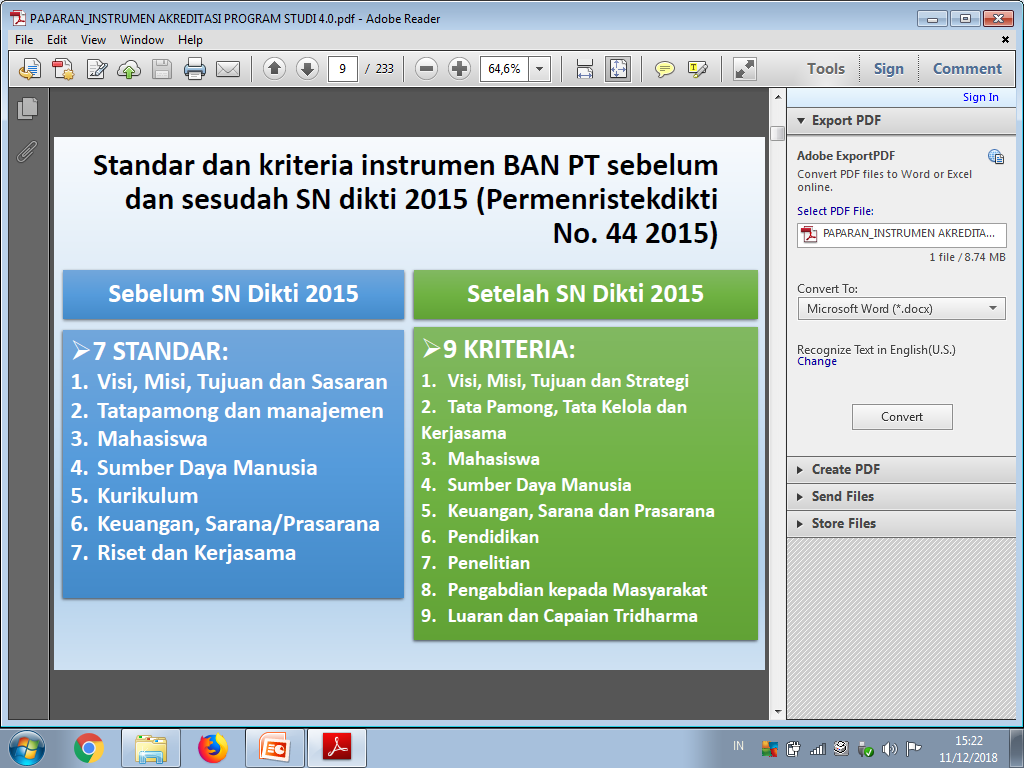 PAPARAN_INSTRUMEN AKREDITASI PROGRAM STUDI 4.0.pdf - Adobe Reader
File Edit View Window Help
9 / 233 64,6% Tools Sign Comment
Sign In
Standar dan kriteria instrumen BAN PT sebelum
dan sesudah SN dikti 2015 (Permenristekdikti
No. 44 2015)
Sebelum SN Dikti 2015
➢7 STANDAR:
1. Visi, Misi, Tujuan dan Sasaran
2. Tatapamong dan manajemen
3. Mahasiswa
4. Sumber Daya Manusia
5. Kurikulum
6. Keuangan, Sarana/Prasarana
7. Riset dan Kerjasama
Setelah SN Dikti 2015
➢9 KRITERIA:
1. Visi, Misi, Tujuan dan Strategi
2. Tata Pamong, Tata Kelola dan
Kerjasama
3. Mahasiswa
4. Sumber Daya Manusia
5. Keuangan, Sarana dan Prasarana
6. Pendidikan
7. Penelitian
8. Pengabdian kepada Masyarakat
9. Luaran dan Capaian Tridharma
Export PDF
Adobe ExportPDF
Convert PDF files to Word or Excel
online.
Select PDF File:
PAPARAN_INSTRUMEN AKREDITA...
1 file / 8.74 MB
Convert To:
Microsoft Word (*.docx)
Recognize Text in English(U.S.)
Change
Convert
Create PDF
Send Files
Store Files
IN
15:22
11/12/2018